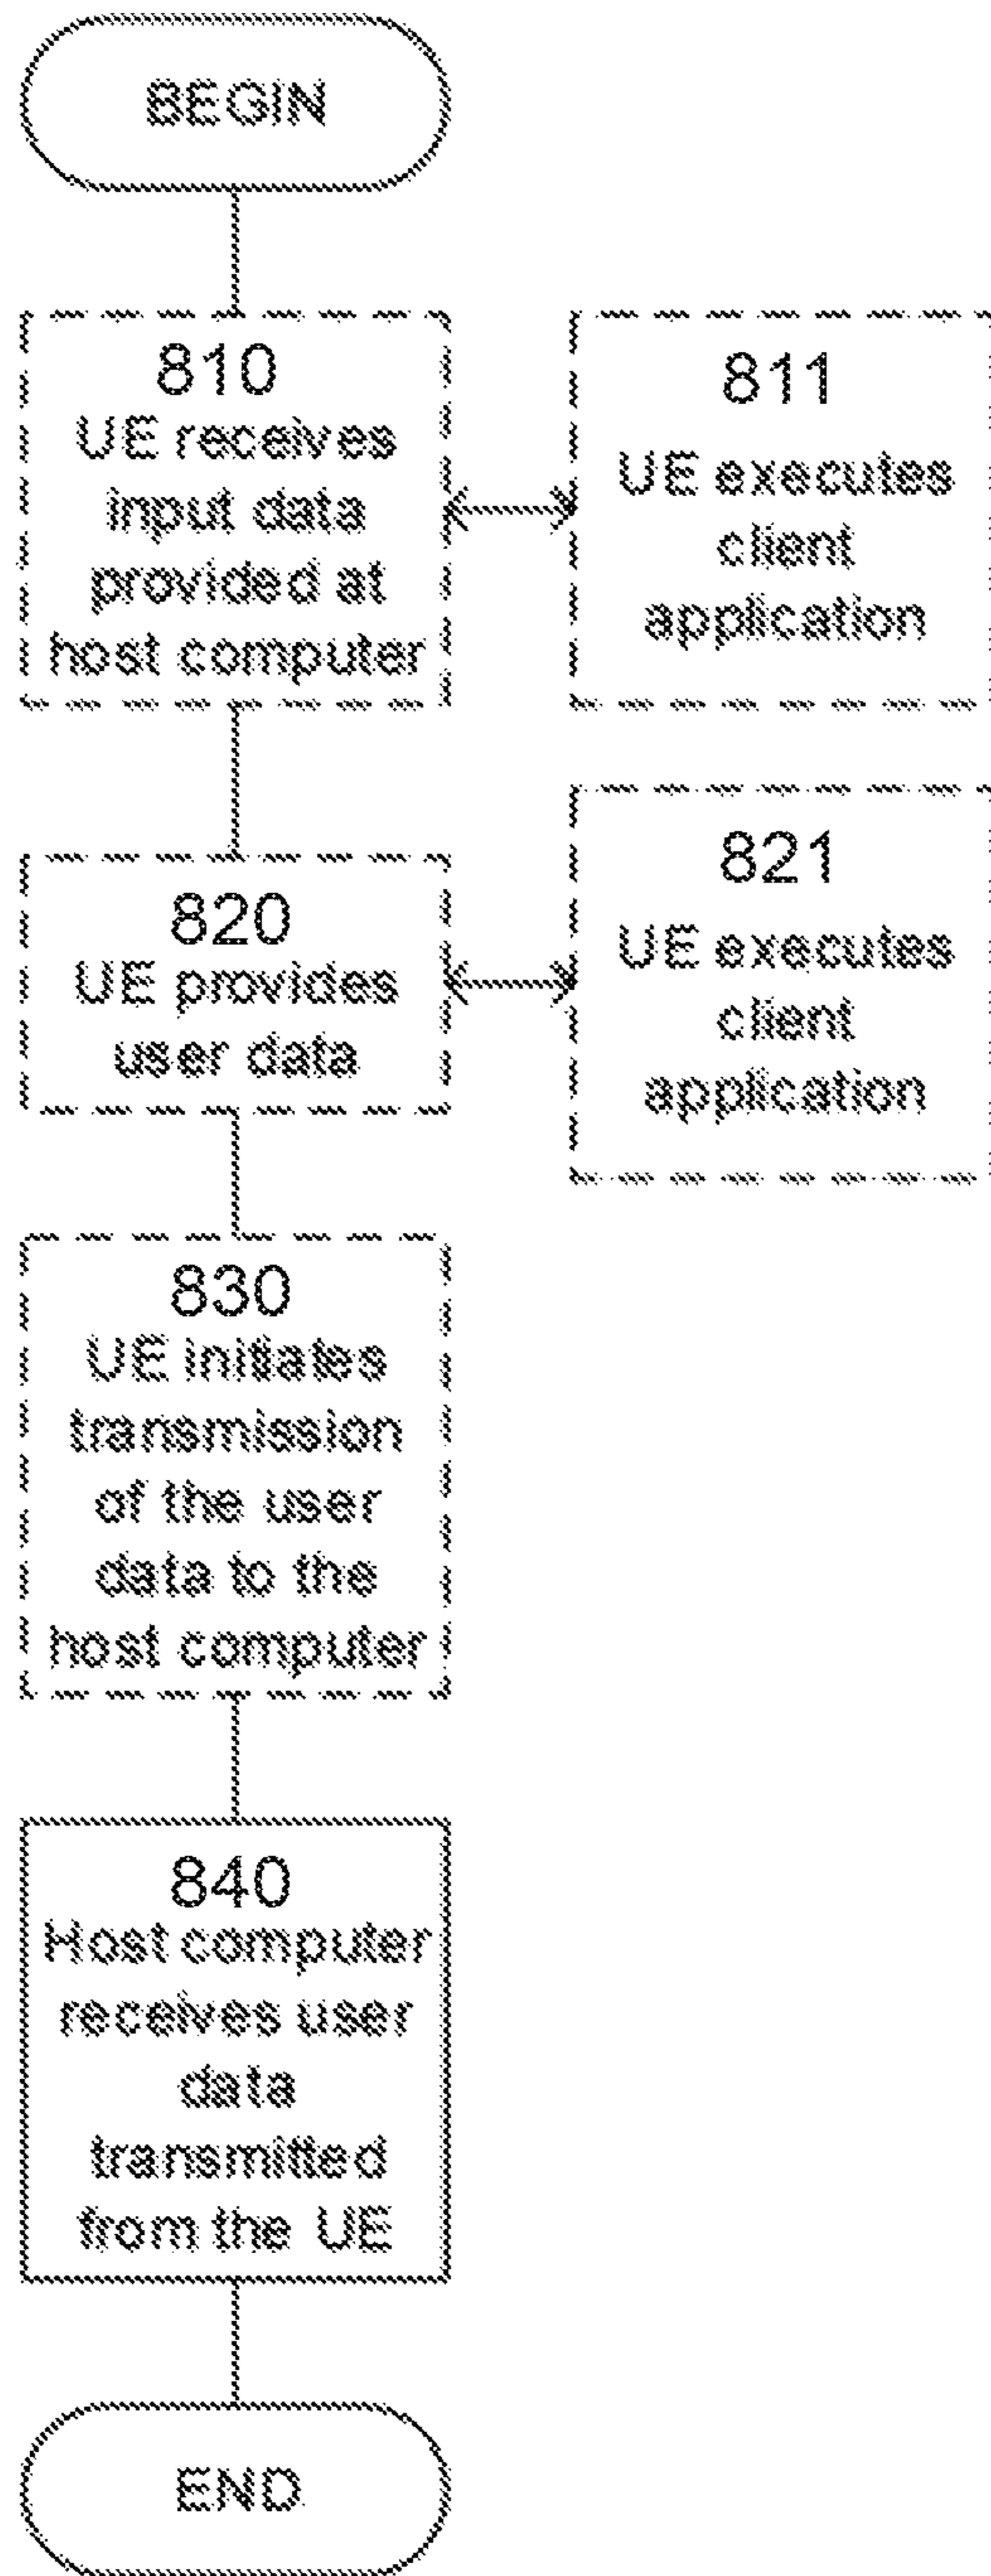 BEGIN
810
UE receives
input data
provided at
host computer
811
UE executes
client
application
820
UE provides
user data
821
UE executes
client
application
830
UE initiates
transmission
of the user
data to the
host computer
840
Host computer
receives user
data
transmitted
from the UE
END